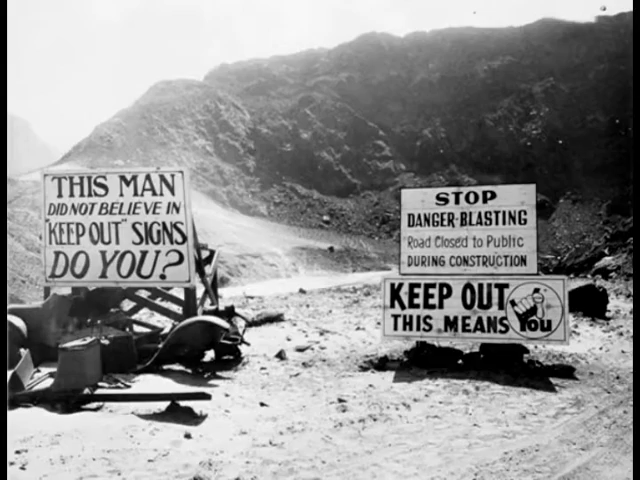 THIS MAN
DID NOT BELIEVE IN
"KEEP OUT" SIGNS
DO YOU?
STOP
DANGER-BLASTING
Road Closed to Public
DURING CONSTRUCTION
KEEP OUT
THIS MEANS You